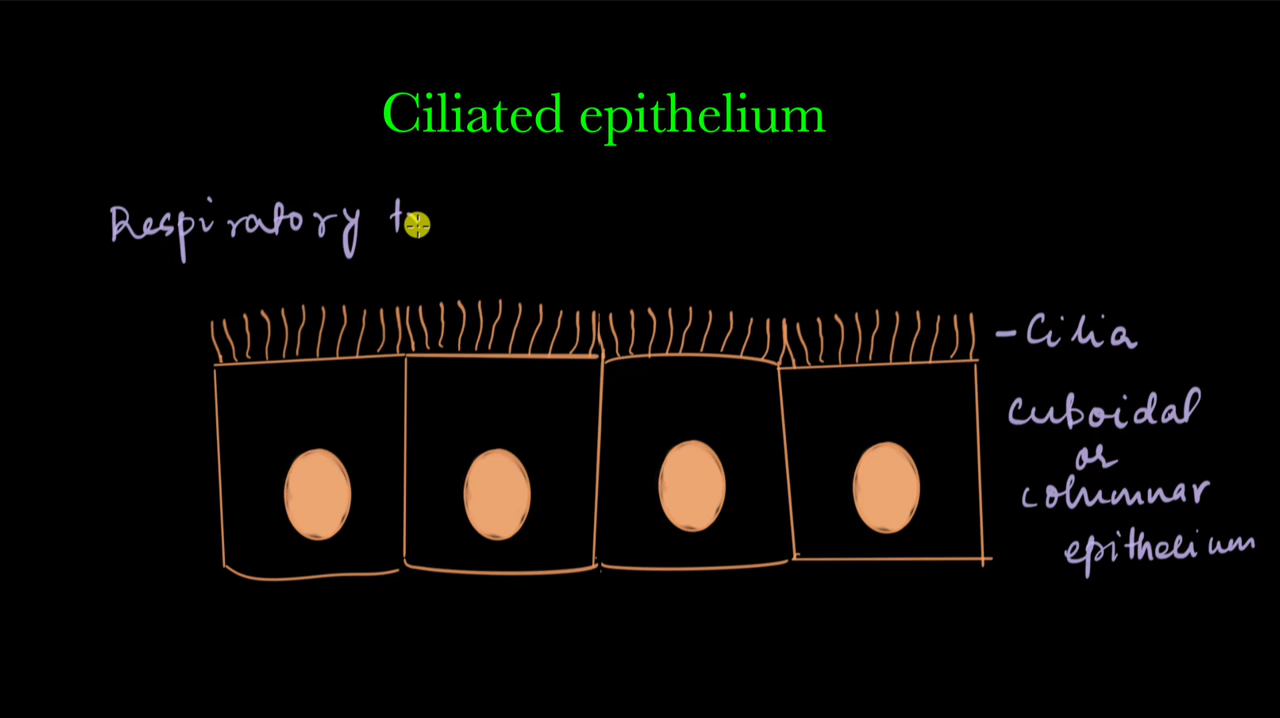 Ciliated epithelium
Respiratory
- Cilia
Cuboidal
or
columnar
epithelium